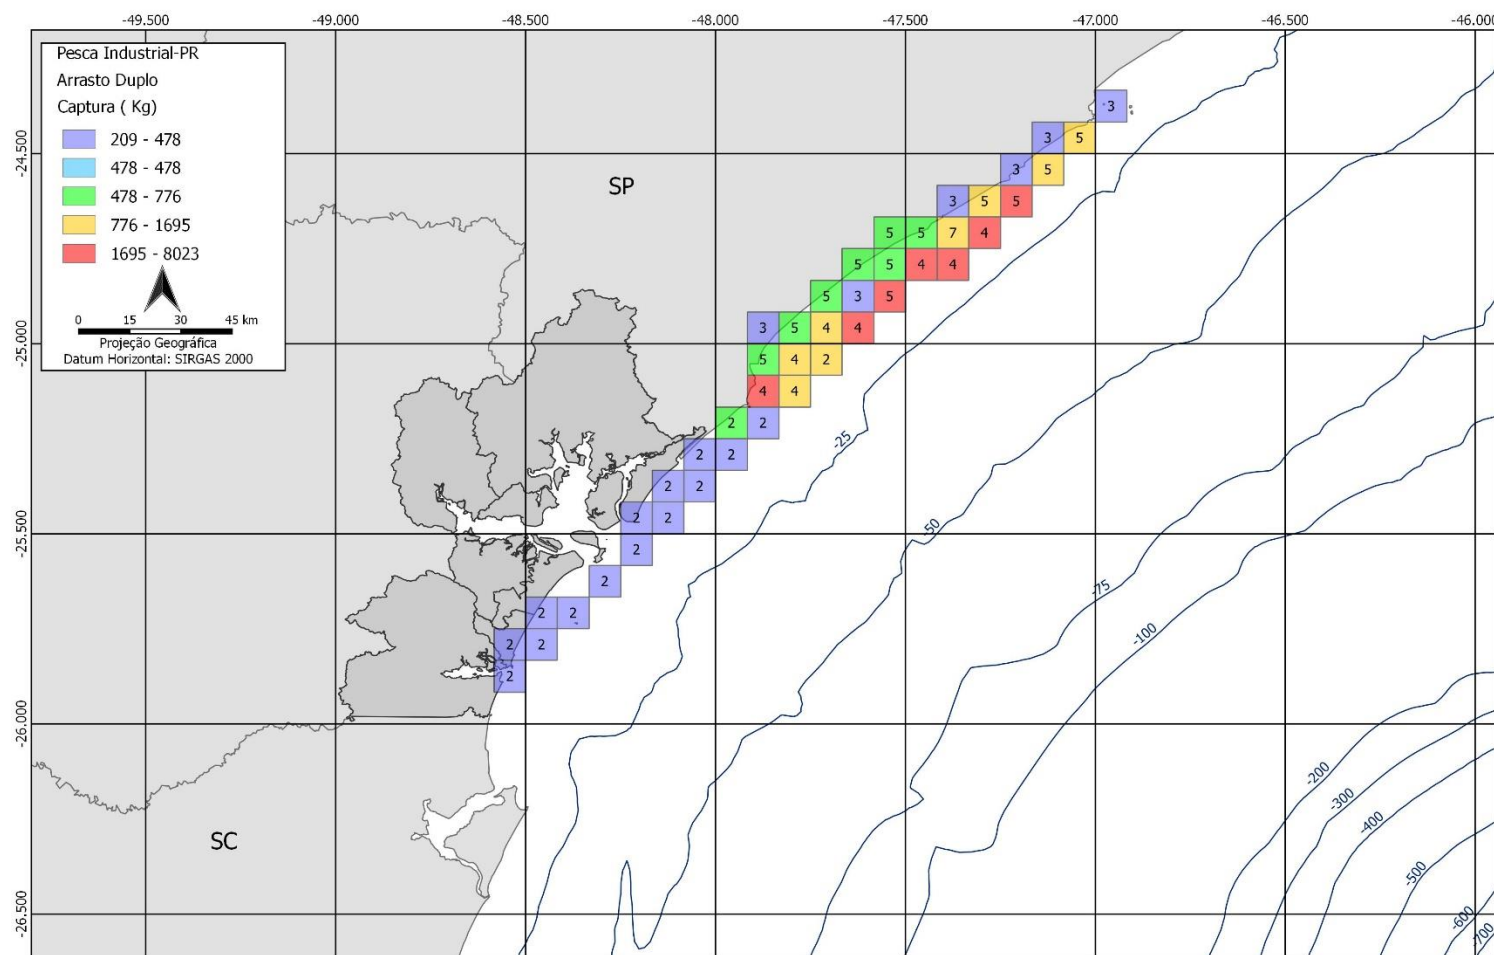 -49.500 -49.000 -48.500 -48.000 -47.500 -47.000 -46.500 -46.000
Pesca Industrial-PR
Arrasto Duplo
Captura ( Kg)
209 - 478
478 - 478
478 - 776
776 - 1695
1695 - 8023
0 15 30 45 km
Projeção Geográfica
Datum Horizontal: SIRGAS 2000
-24.500
-25.000
-25.500
-26.000
-26.500
SP
SC
3
3 5
3 5
3 5 5
5 5 7 4
5 5 4 4
5 3 5
3 5 4 4
5 4 2
4 4
2 2
2 2
2 2
2 2
2
2
2 2
2 2
2
-25
-50
-75
-100
-200
-300
-400
-500
-600
-700